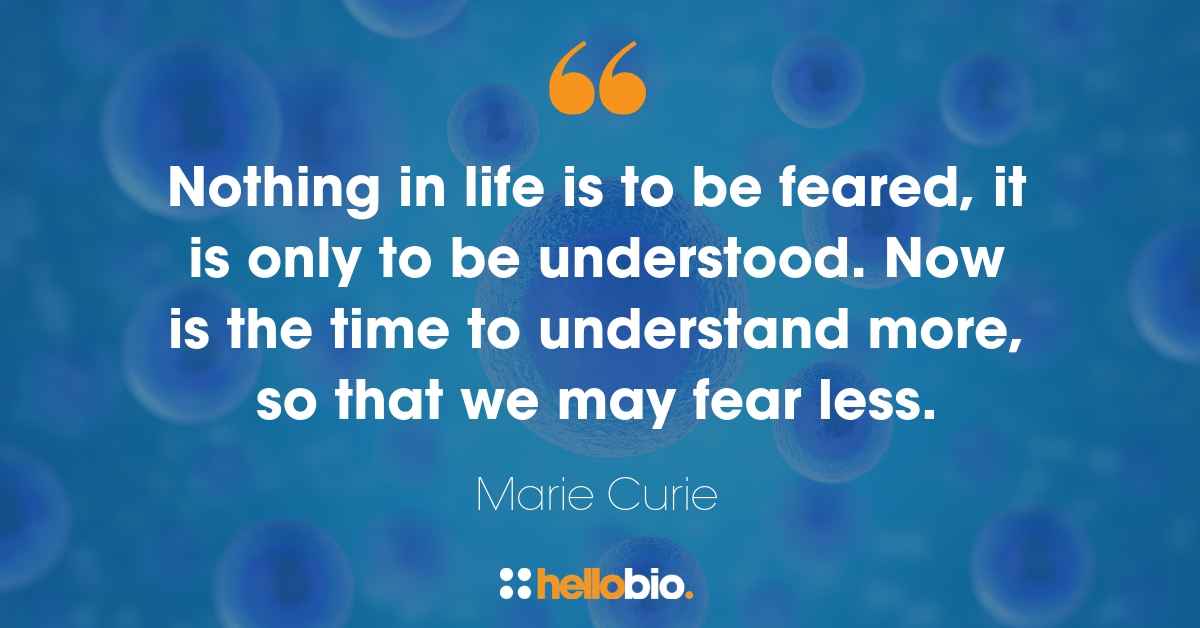 “
Nothing in life is to be feared, it
is only to be understood. Now
is the time to understand more,
so that we may fear less.
Marie Curie
hellobio.